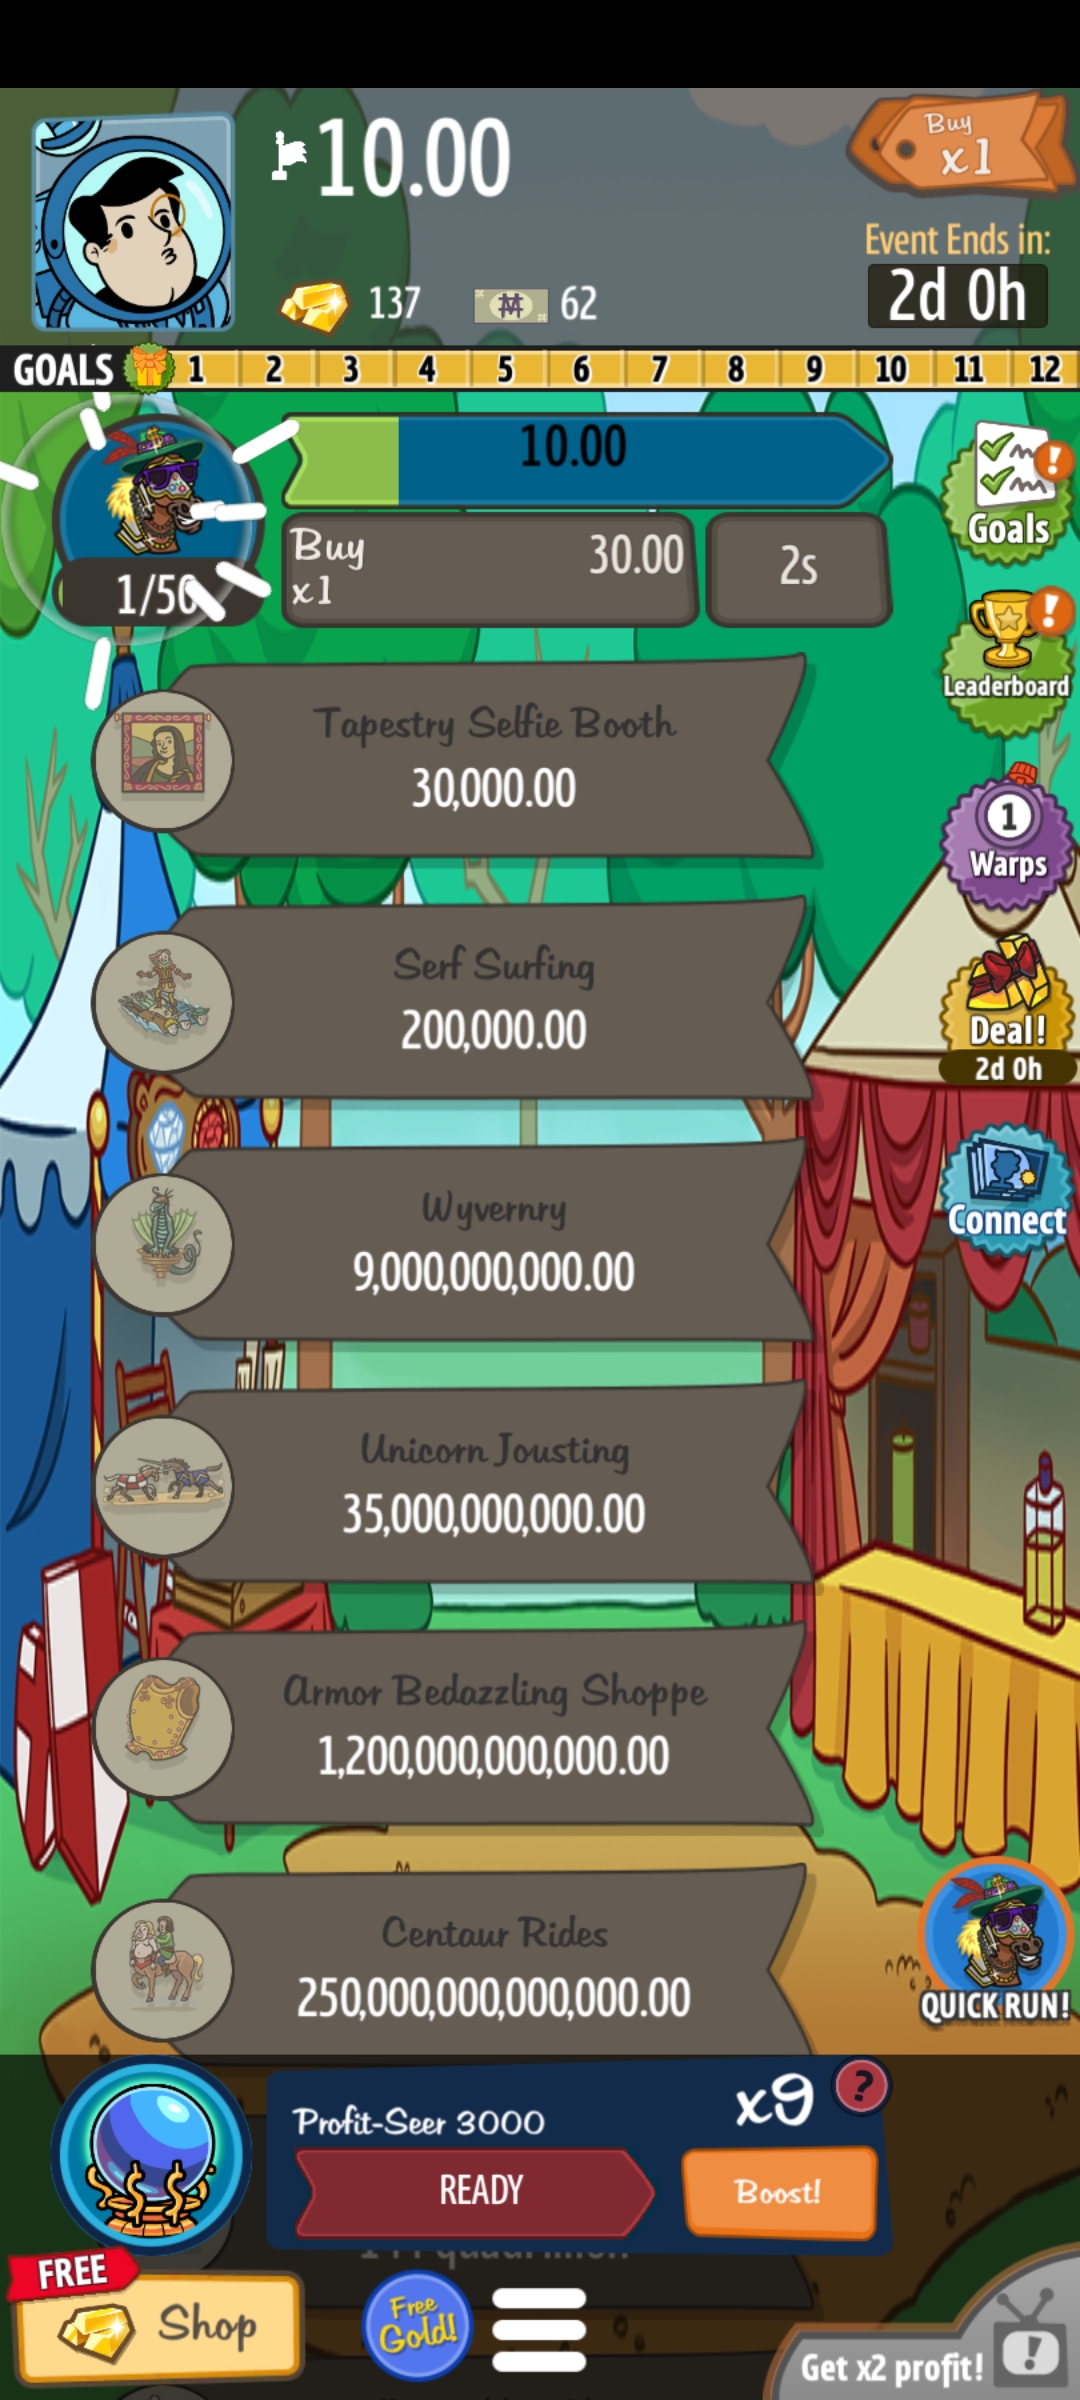 10.00
Buy
x1
Event Ends in:
2d 0h
137
62
GOALS 1 2 3 4 5 6 7 8 9 10 11 12
10.00
1/50
Buy
x1
30.00
2s
Goals
Leaderboard
1
Warps
Deal!
2d 0h
Connect
Tapestry Selfie Booth
30,000.00
Serf Surfing
200,000.00
Wyvernry
9,000,000,000.00
Unicorn Jousting
35,000,000,000.00
Armor Bedazzling Shoppe
1,200,000,000,000.00
Centaur Rides
250,000,000,000,000.00
QUICK RUN!
Profit-Seer 3000
x9
?
READY
Boost!
FREE
Shop
Free
Gold!
Get x2 profit!